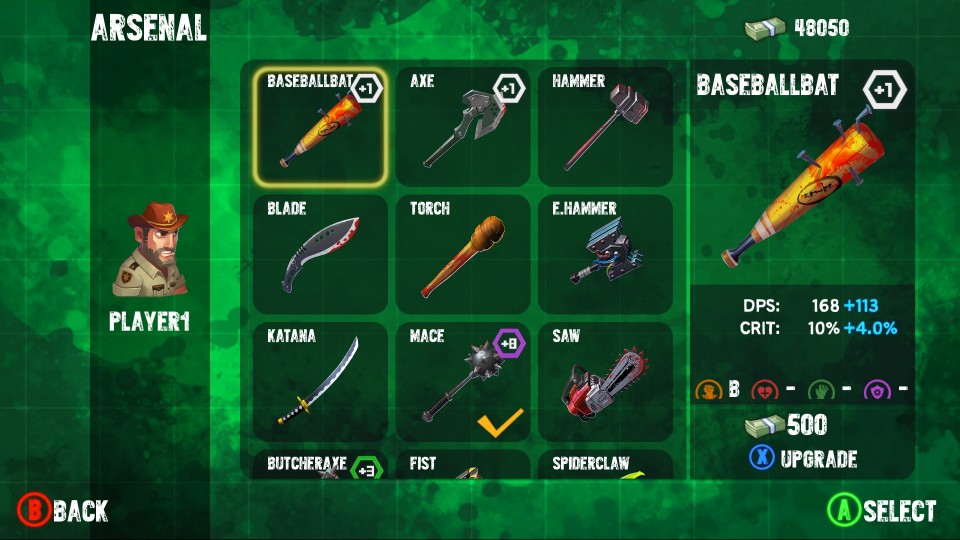 ARSENAL
48050
BASEBALLBAT +1
AXE +1
HAMMER
BASEBALLBAT +1
BLADE
TORCH
E.HAMMER
DPS: 168 +113
CRIT: 10% +4.0%
PLAYER1
KATANA
MACE +8
SAW
B - - -
500
X UPGRADE
BUTCHERAXE +3
FIST
SPIDERCLAW
B BACK
A SELECT